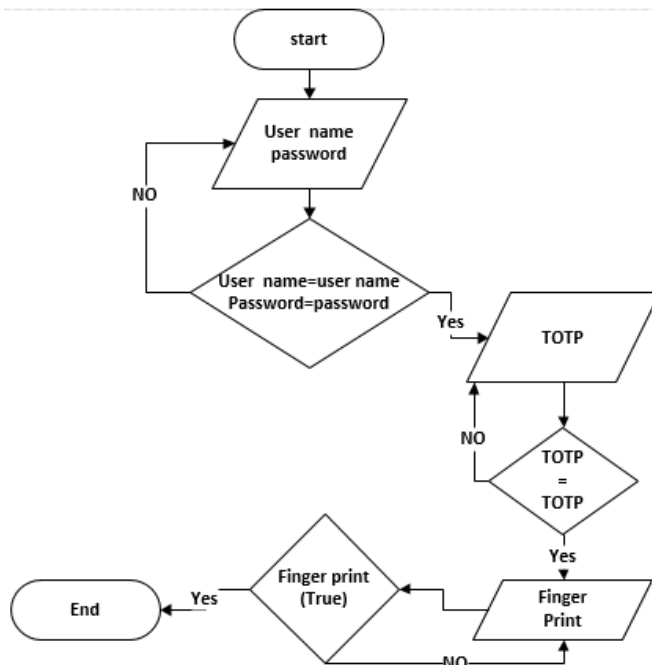 start
User name
password
NO
User name=user name
Password=password
Yes
TOTP
NO
TOTP
=
TOTP
Yes
Finger
Print
Finger print
(True)
Yes
End
NO